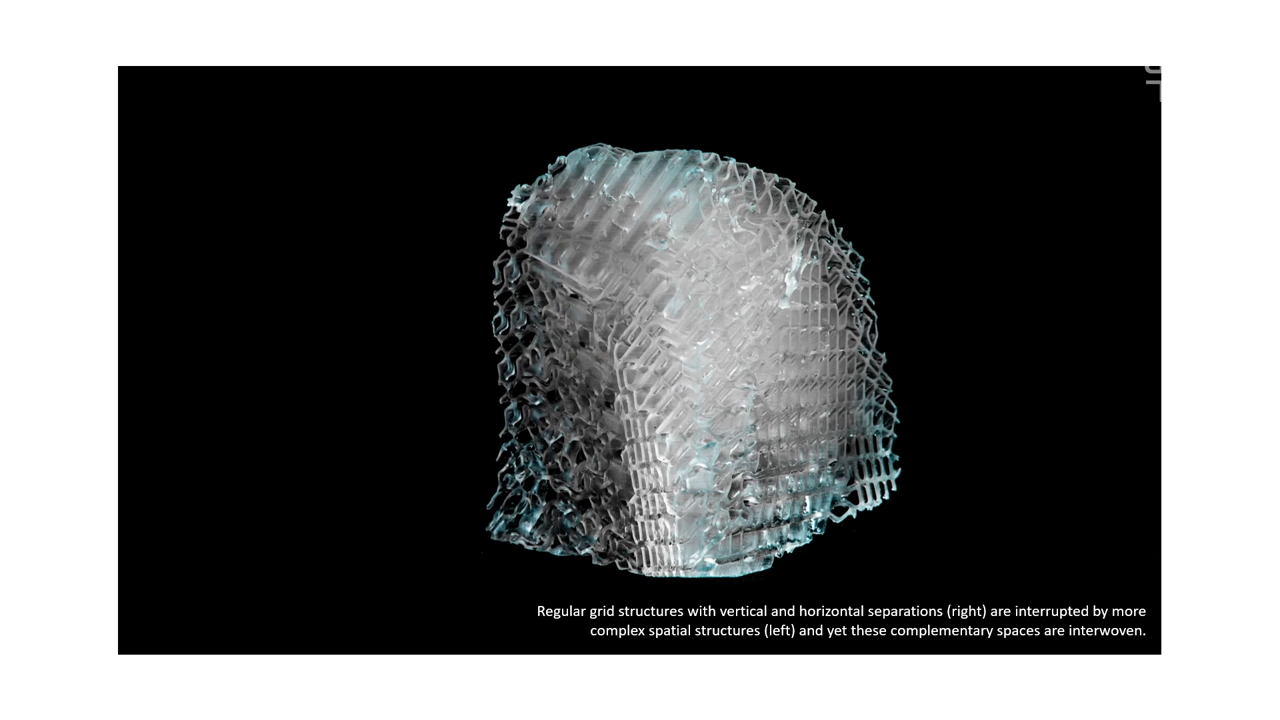 Regular grid structures with vertical and horizontal separations (right) are interrupted by more
complex spatial structures (left) and yet these complementary spaces are interwoven.